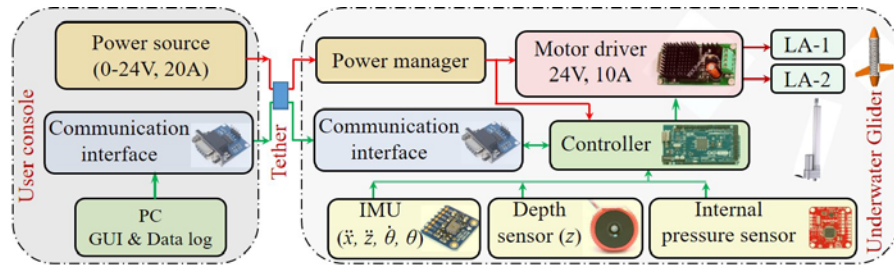 User console
Power source
(0-24V, 20A)
Communication
interface
PC
GUI & Data log
Tether
Power manager
Motor driver
24V, 10A
LA-1
LA-2
Communication
interface
Controller
IMU
(ẍ, z̈, θ̇, θ)
Depth
sensor (z)
Internal
pressure sensor
Underwater Glider